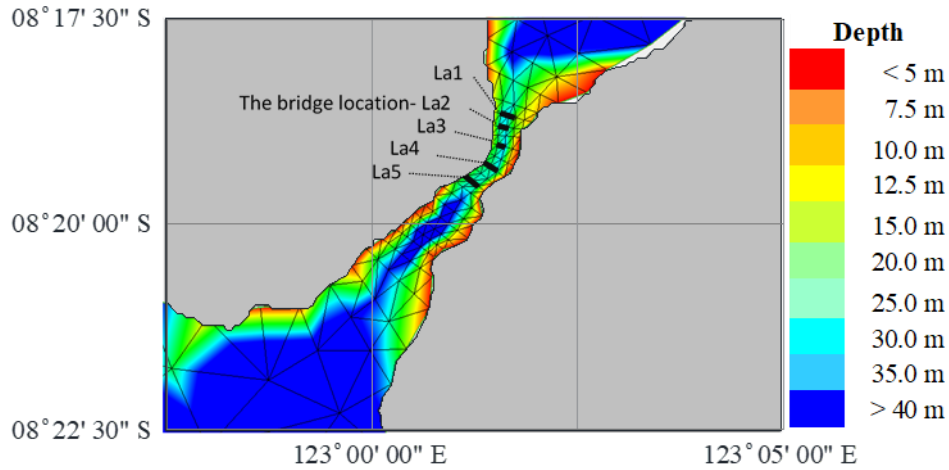 08˚17'30" S
08˚20'00" S
08˚22'30" S
La1
The bridge location- La2
La3
La4
La5
123˚00'00" E
123˚05'00" E
Depth
< 5 m
7.5 m
10.0 m
12.5 m
15.0 m
20.0 m
25.0 m
30.0 m
35.0 m
> 40 m